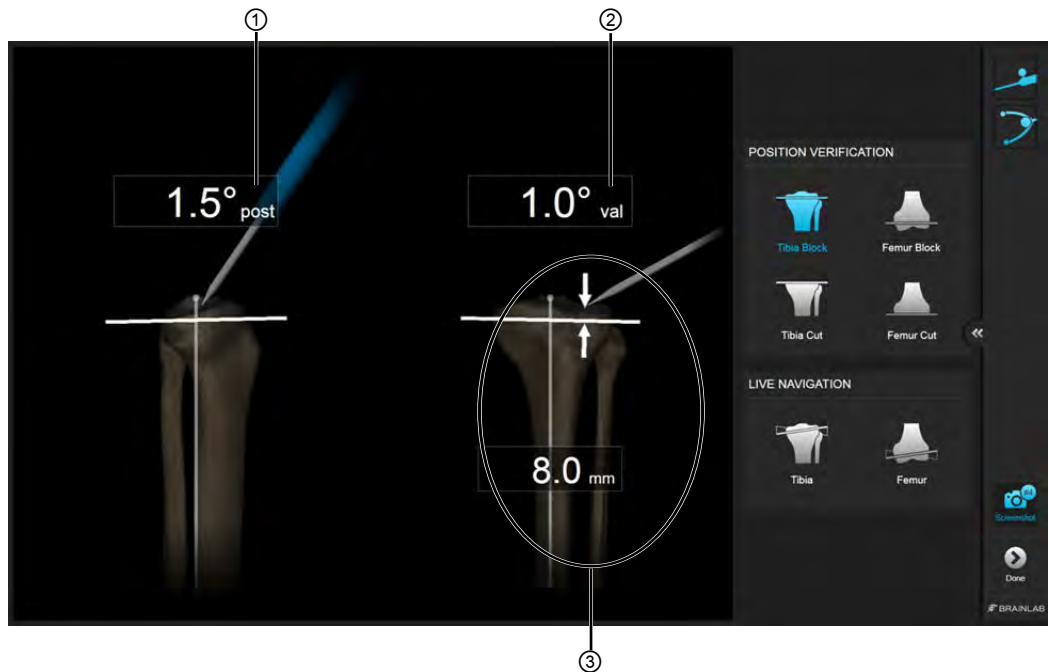 ① ②
1.5° post
1.0° val
8.0 mm
③
POSITION VERIFICATION
Tibia Block
Femur Block
Tibia Cut
Femur Cut
LIVE NAVIGATION
Tibia
Femur
#4
Screenshot
Done
BRAINLAB